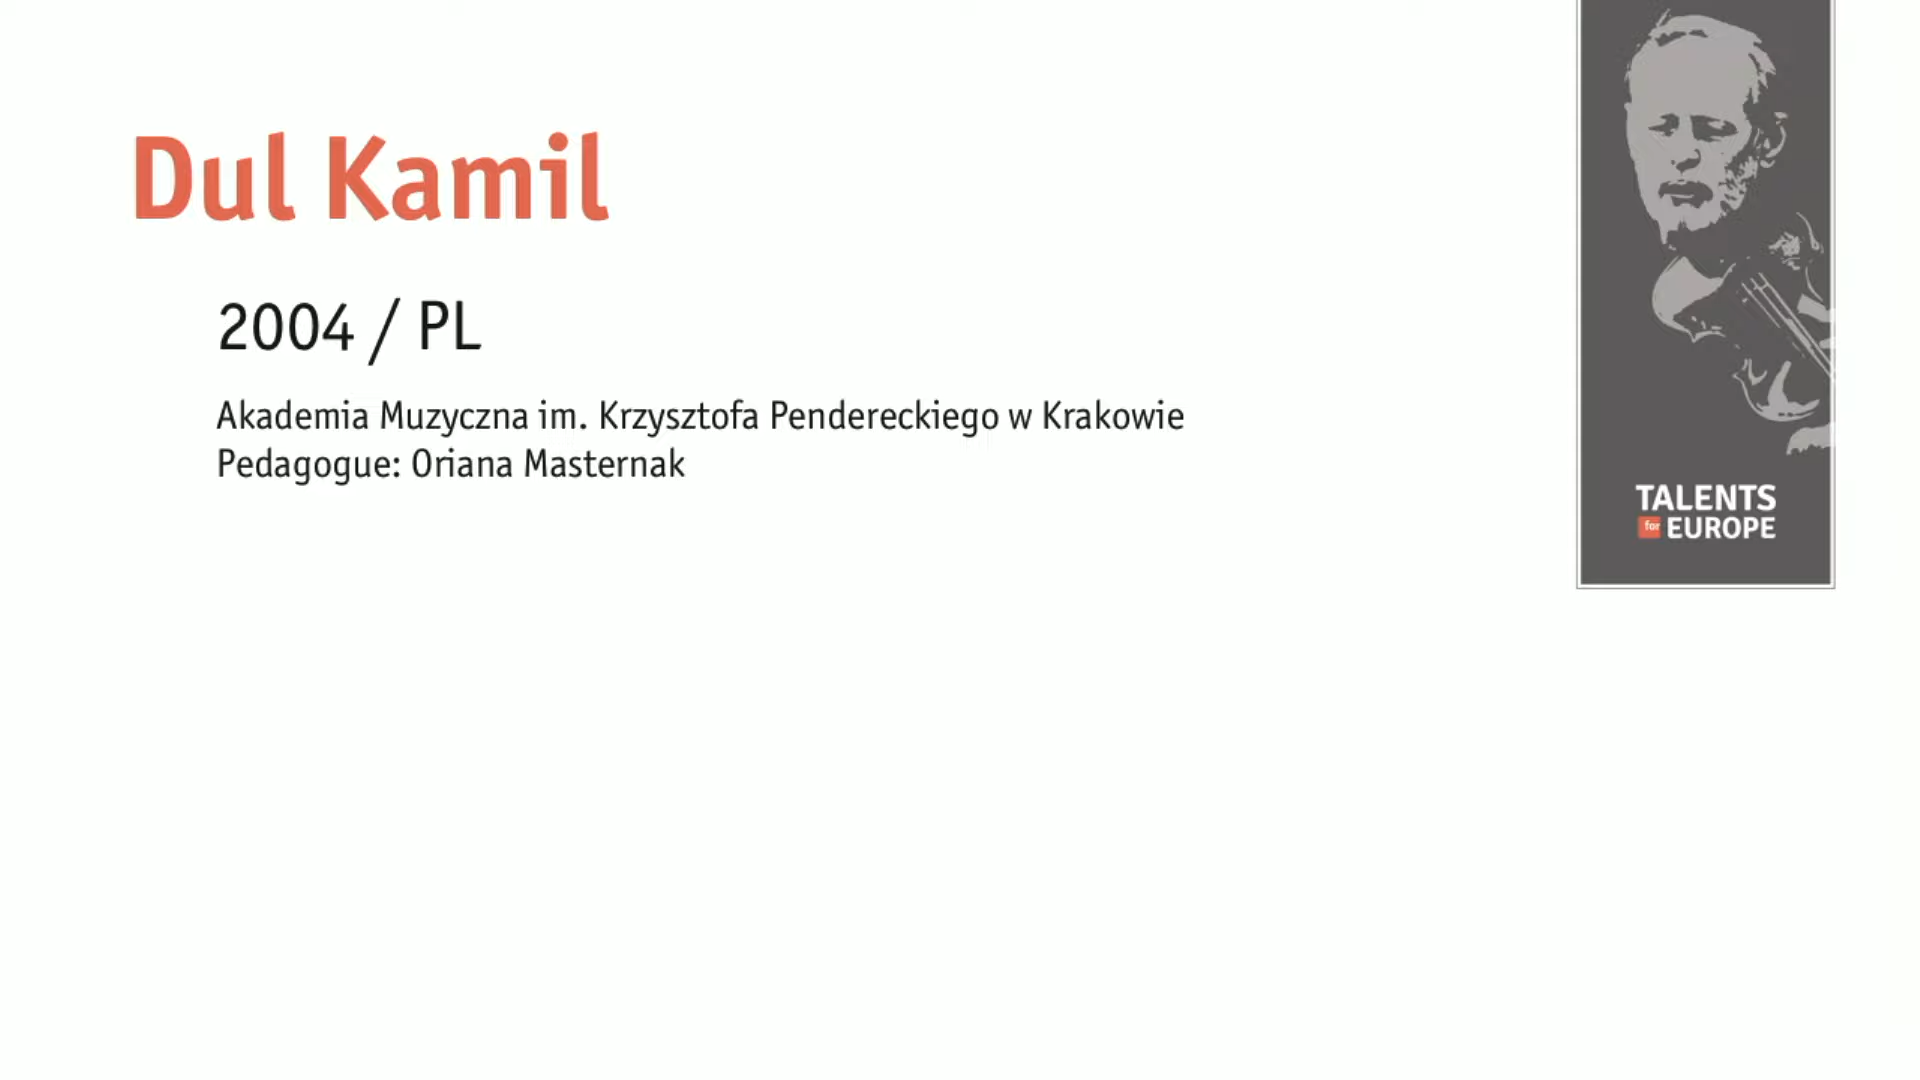 Dul Kamil
2004 / PL
Akademia Muzyczna im. Krzysztofa Pendereckiego w Krakowie
Pedagogue: Oriana Masternak
TALENTS
for EUROPE